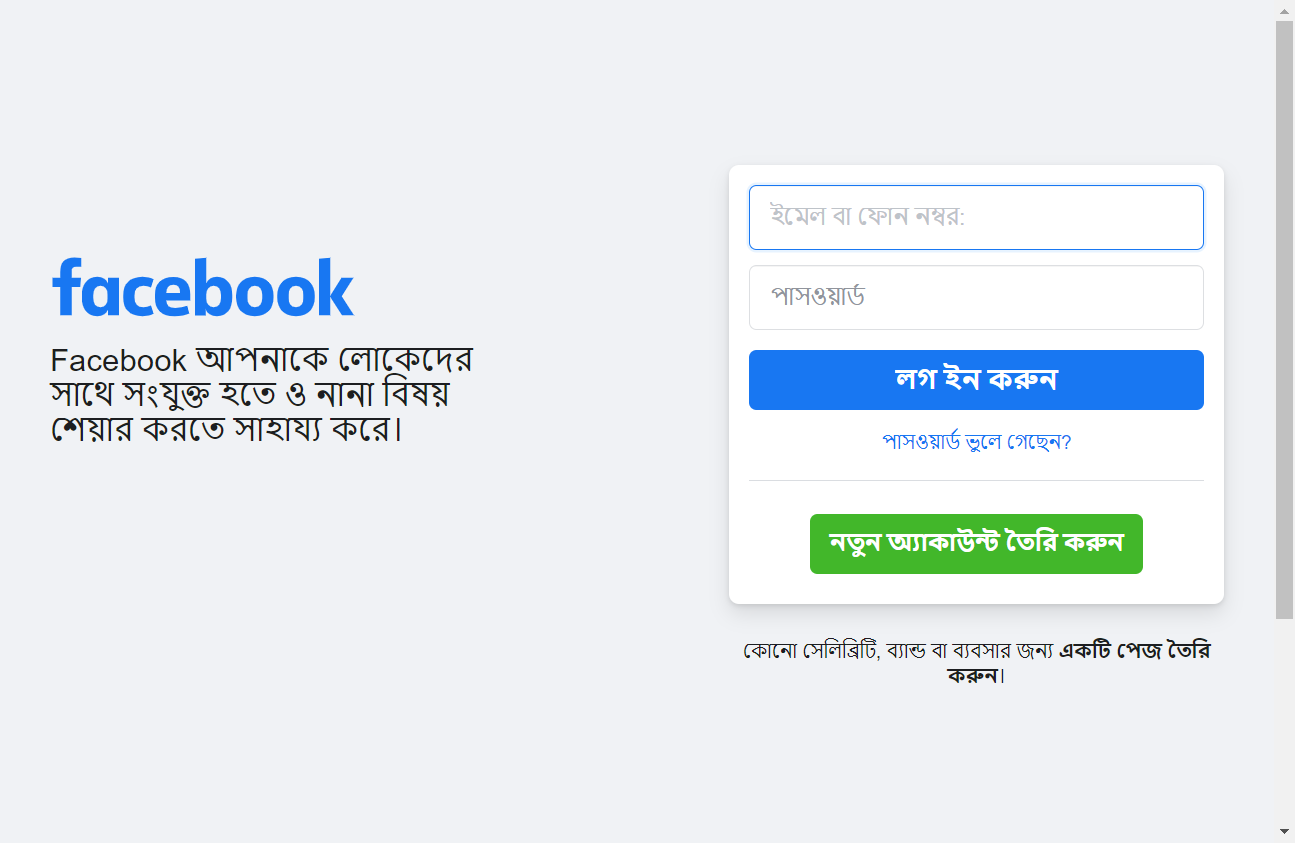 facebook
Facebook আপনাকে লোকেদের
সাথে সংযুক্ত হতে ও নানা বিষয়
শেয়ার করতে সাহায্য করে।
ইমেল বা ফোন নম্বর:
পাসওয়ার্ড
লগ ইন করুন
পাসওয়ার্ড ভুলে গেছেন?
নতুন অ্যাকাউন্ট তৈরি করুন
কোনো সেলিব্রিটি, ব্যান্ড বা ব্যবসার জন্য একটি পেজ তৈরি
করুন।